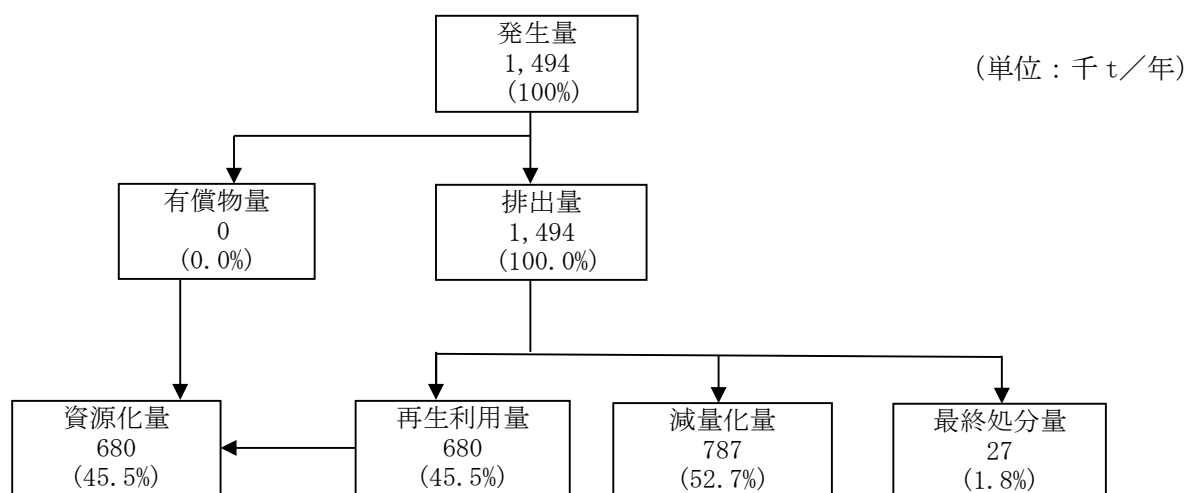 発生量
1,494
(100%)
(単位:千t/年)
有償物量
0
(0.0%)
排出量
1,494
(100.0%)
資源化量
680
(45.5%)
再生利用量
680
(45.5%)
減量化量
787
(52.7%)
最終処分量
27
(1.8%)